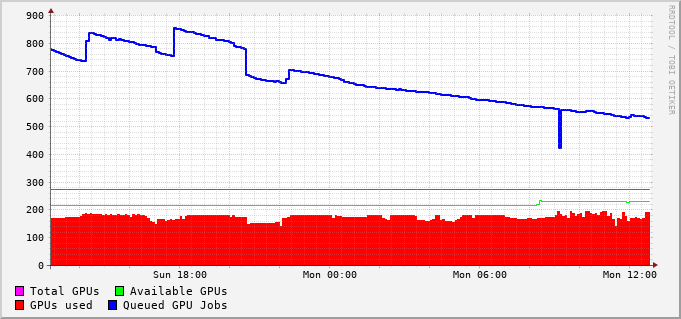 900
800
700
600
500
400
300
200
100
0
Sun 18:00 Mon 00:00 Mon 06:00 Mon 12:00
Total GPUs Available GPUs
GPUs used Queued GPU Jobs
RRDTOOL / TOBI OETIKER